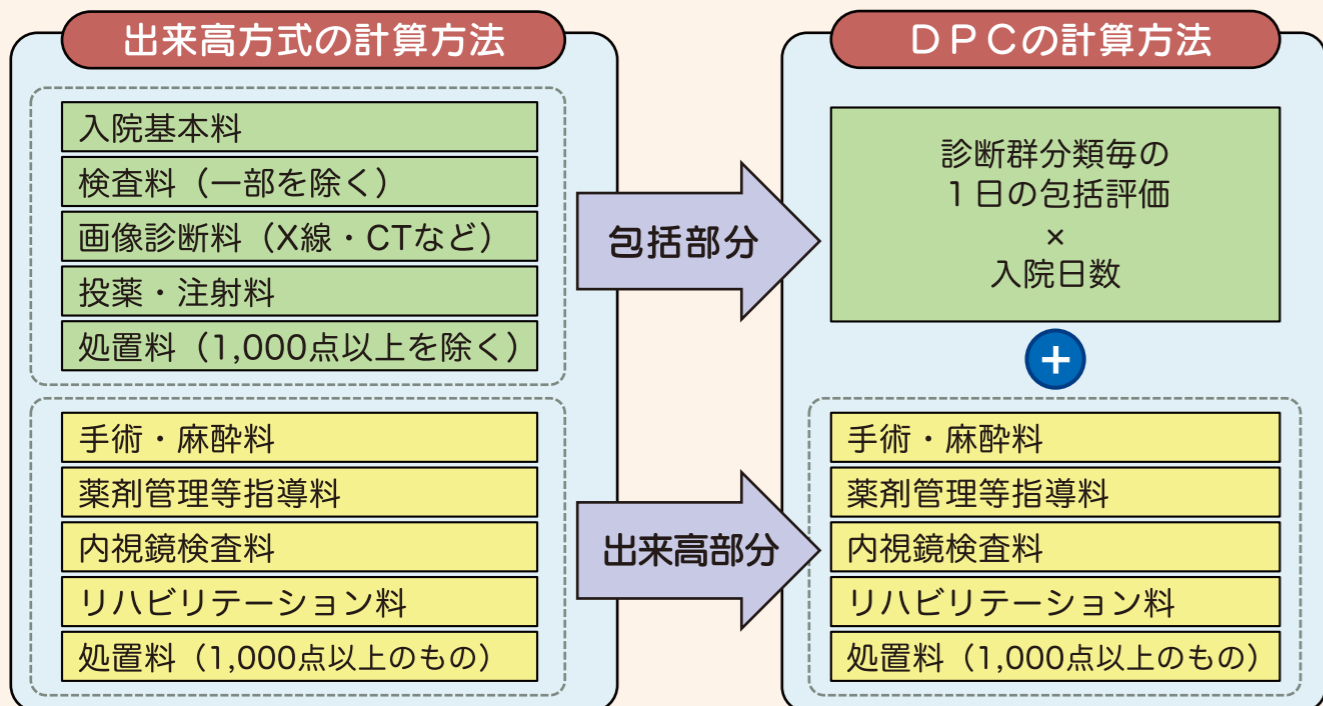 出来高方式の計算方法
入院基本料
検査料（一部を除く）
画像診断料（X線・CTなど）
投薬・注射料
処置料（1,000点以上を除く）
手術・麻酔料
薬剤管理等指導料
内視鏡検査料
リハビリテーション料
処置料（1,000点以上のもの）
包括部分
出来高部分
ＤＰＣの計算方法
診断群分類毎の
１日の包括評価
×
入院日数
+
手術・麻酔料
薬剤管理等指導料
内視鏡検査料
リハビリテーション料
処置料（1,000点以上のもの）